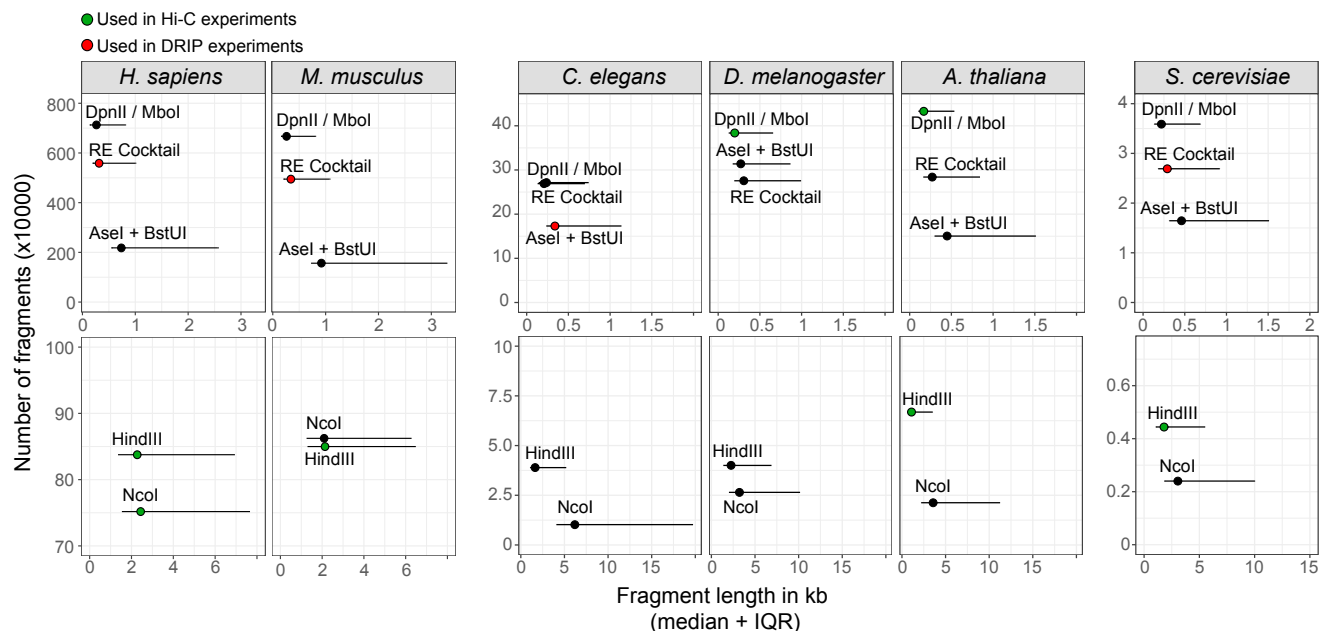 Used in Hi-C experiments
Used in DRIP experiments
H. sapiens
M. musculus
C. elegans
D. melanogaster
A. thaliana
S. cerevisiae
Number of fragments (x10000)
800
600
400
200
0
DpnII / MboI
RE Cocktail
AseI + BstUI
0 1 2 3
DpnII / MboI
RE Cocktail
AseI + BstUI
0 1 2 3
40
30
20
10
0
DpnII / MboI
RE Cocktail
AseI + BstUI
0 0.5 1 1.5
DpnII / MboI
AseI + BstUI
RE Cocktail
0 0.5 1 1.5
DpnII / MboI
RE Cocktail
AseI + BstUI
0 0.5 1 1.5
4
3
2
1
0
DpnII / MboI
RE Cocktail
AseI + BstUI
0 0.5 1 1.5 2
100
90
80
70
HindIII
NcoI
0 2 4 6
NcoI
HindIII
0 2 4 6
10
7.5
5.0
2.5
0
HindIII
NcoI
0 5 10 15
HindIII
NcoI
0 5 10 15
HindIII
NcoI
0 5 10 15
0.6
0.4
0.2
0
HindIII
NcoI
0 5 10 15
Fragment length in kb
(median + IQR)